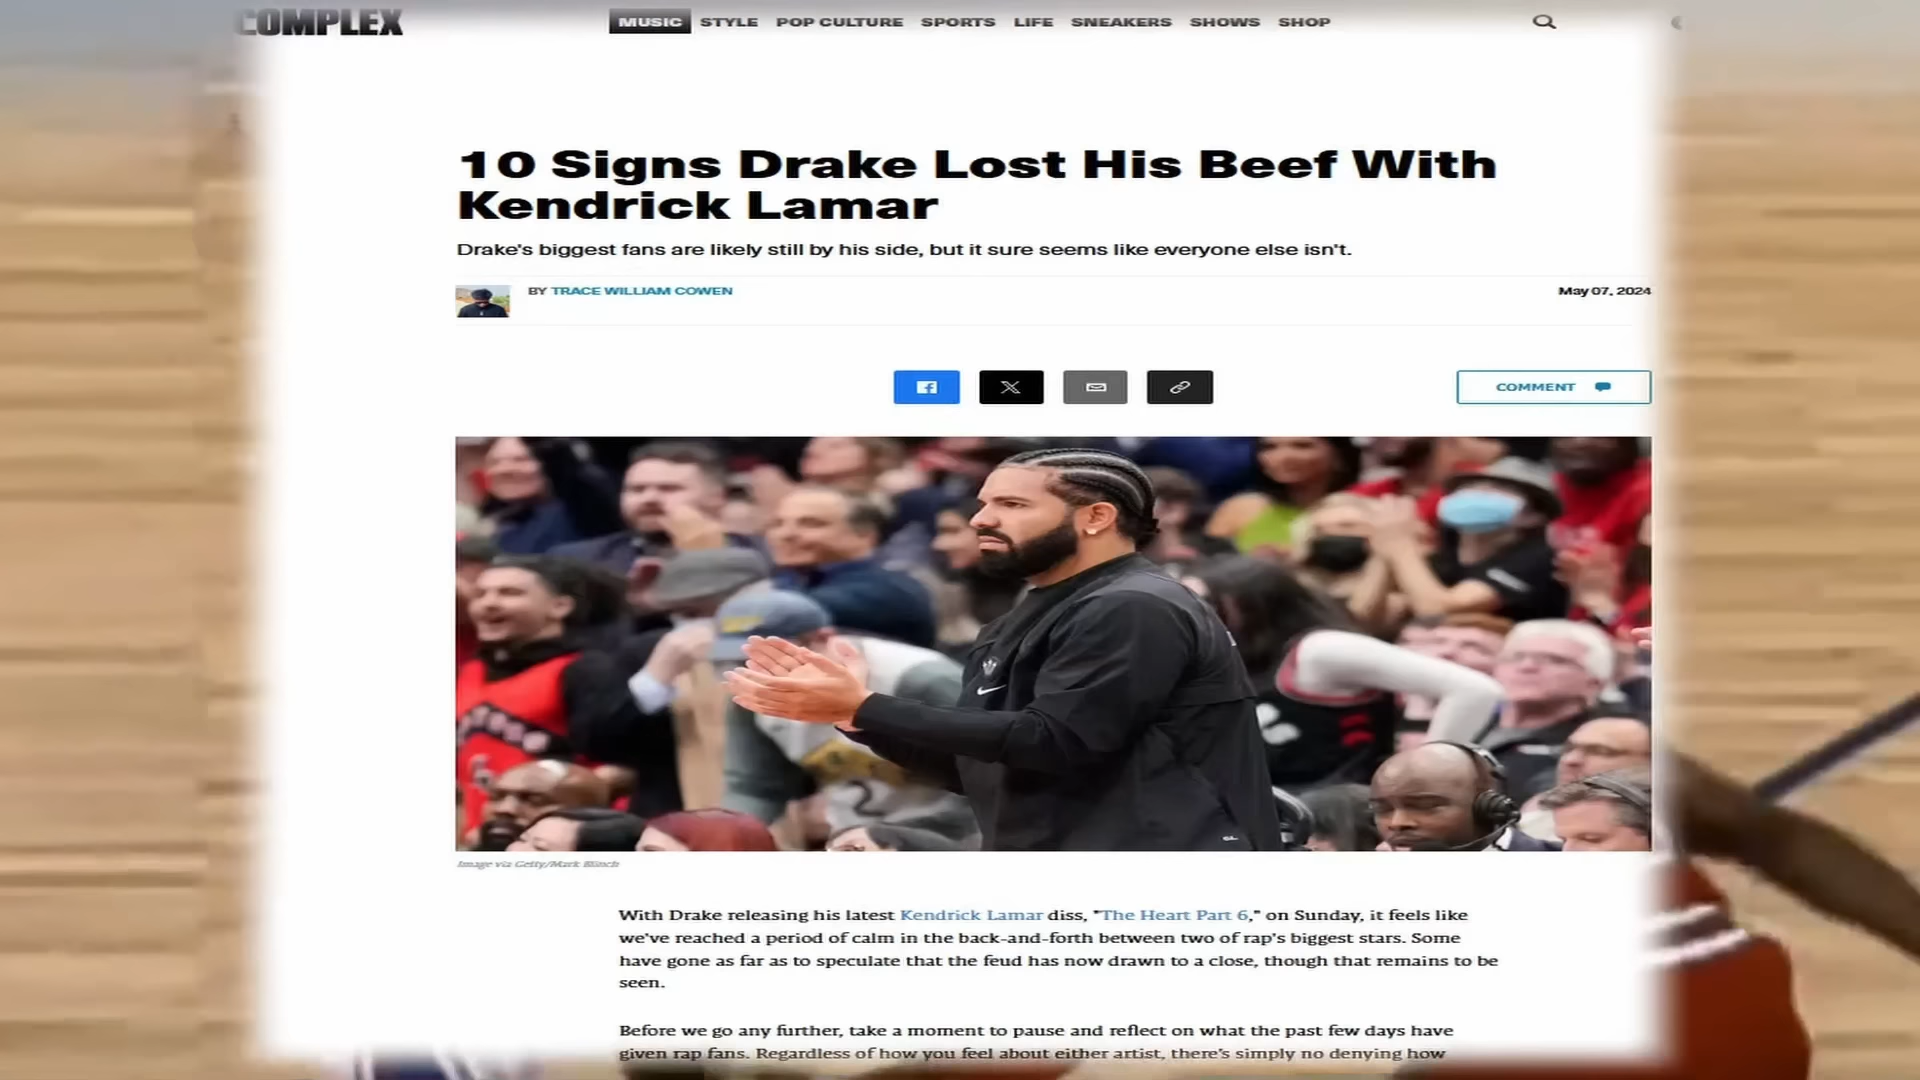 COMPLEX
MUSIC STYLE POP CULTURE SPORTS LIFE SNEAKERS SHOWS SHOP
10 Signs Drake Lost His Beef With
Kendrick Lamar
Drake's biggest fans are likely still by his side, but it sure seems like everyone else isn't.
BY TRACE WILLIAM COWEN
May 07, 2024
COMMENT
Image via Getty/Mark Blinch
With Drake releasing his latest Kendrick Lamar diss, "The Heart Part 6," on Sunday, it feels like
we've reached a period of calm in the back-and-forth between two of rap's biggest stars. Some
have gone as far as to speculate that the feud has now drawn to a close, though that remains to be
seen.
Before we go any further, take a moment to pause and reflect on what the past few days have
given rap fans. Regardless of how you feel about either artist, there's simply no denying how